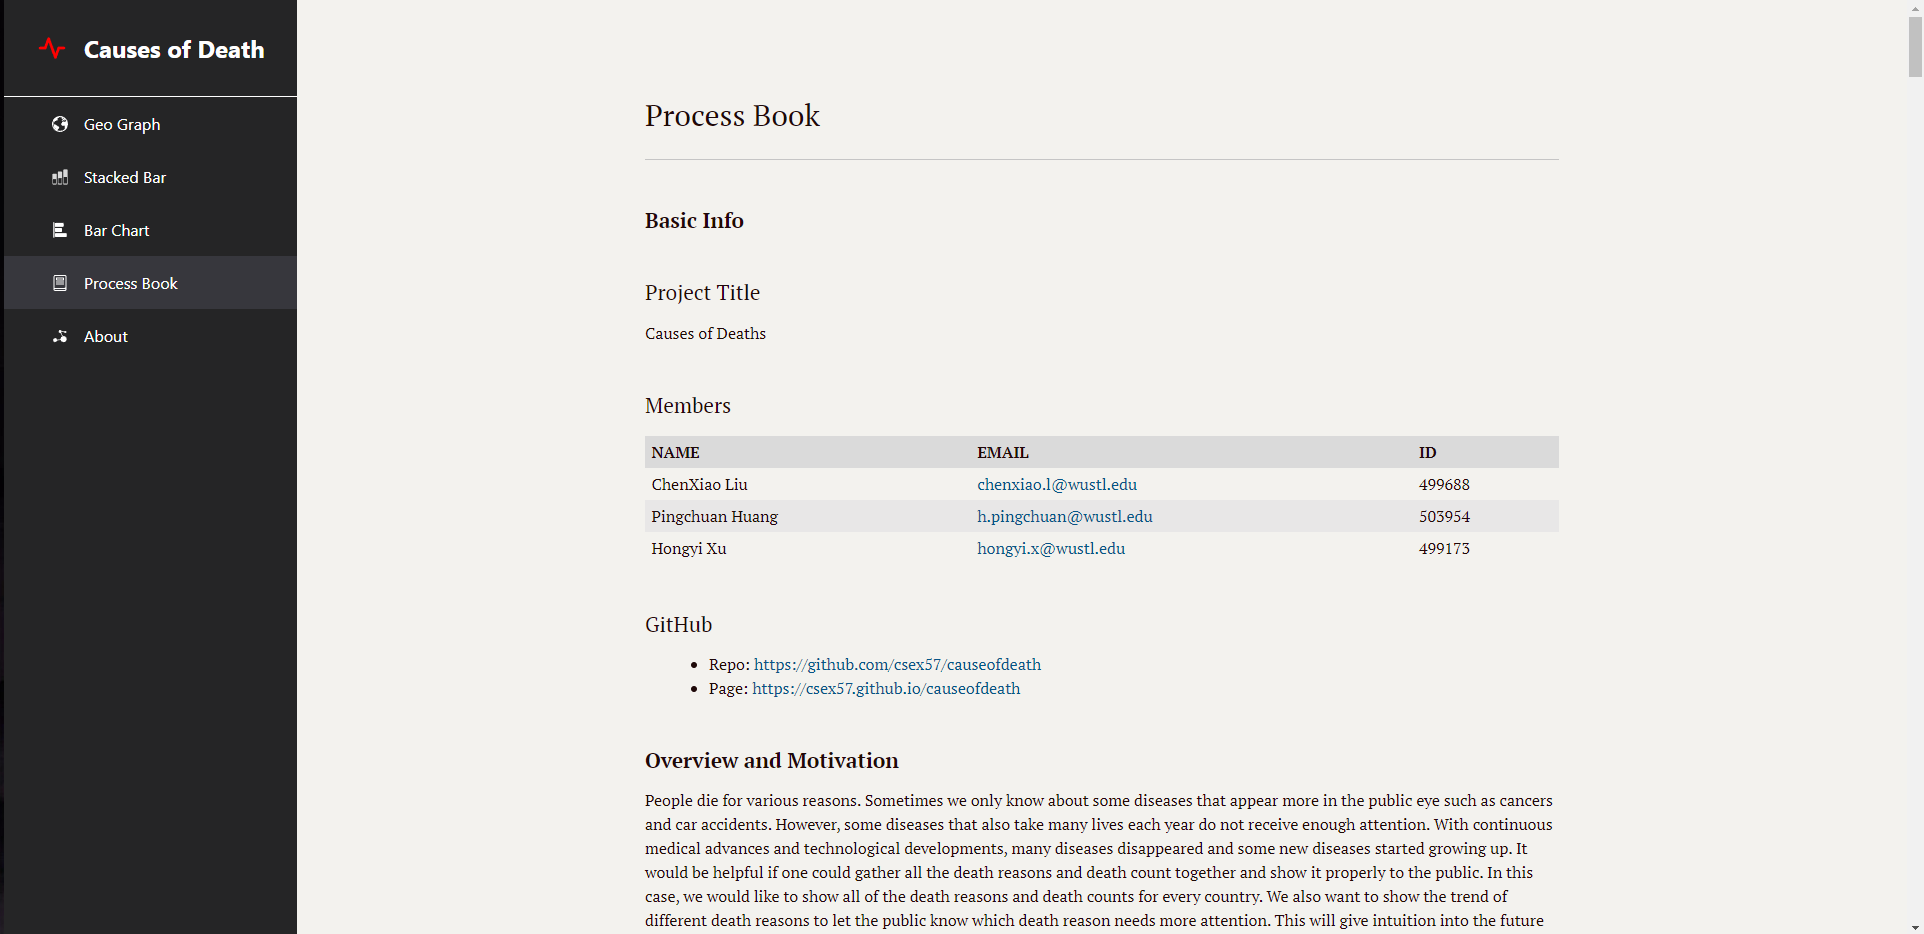 Causes of Death
Geo Graph
Stacked Bar
Bar Chart
Process Book
About
Process Book
Basic Info
Project Title
Causes of Deaths
Members
NAME EMAIL ID
ChenXiao Liu chenxiao.l@wustl.edu 499688
Pingchuan Huang h.pingchuan@wustl.edu 503954
Hongyi Xu hongyi.x@wustl.edu 499173
GitHub
• Repo: https://github.com/csex57/causeofdeath
• Page: https://csex57.github.io/causeofdeath
Overview and Motivation
People die for various reasons. Sometimes we only know about some diseases that appear more in the public eye such as cancers
and car accidents. However, some diseases that also take many lives each year do not receive enough attention. With continuous
medical advances and technological developments, many diseases disappeared and some new diseases started growing up. It
would be helpful if one could gather all the death reasons and death count together and show it properly to the public. In this
case, we would like to show all of the death reasons and death counts for every country. We also want to show the trend of
different death reasons to let the public know which death reason needs more attention. This will give intuition into the future